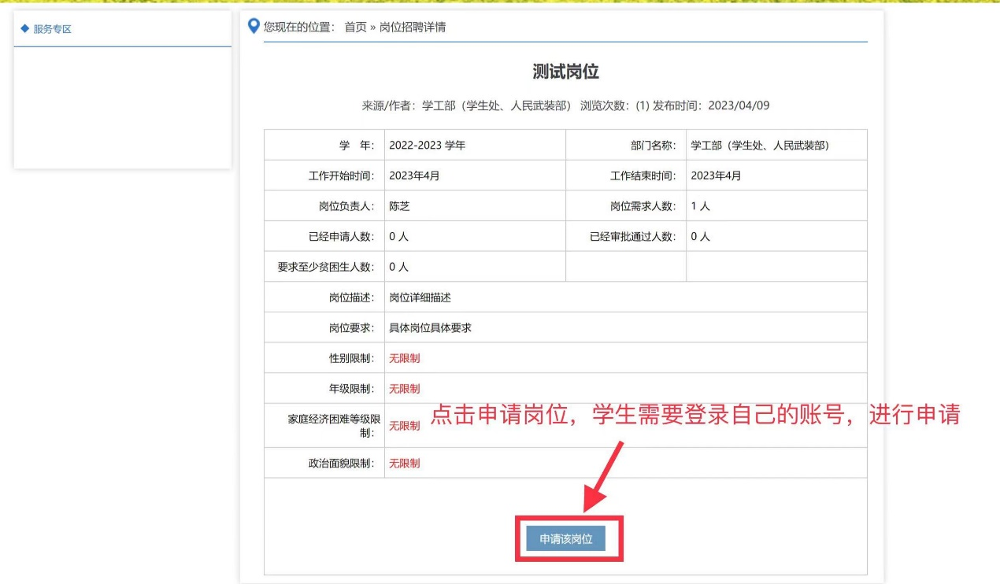 服务专区
您现在的位置： 首页 » 岗位招聘详情
测试岗位
来源/作者：学工部（学生处、人民武装部） 浏览次数：(1) 发布时间：2023/04/09
学 年： 2022-2023 学年 部门名称： 学工部（学生处、人民武装部）
工作开始时间： 2023年4月 工作结束时间： 2023年4月
岗位负责人： 陈芝 岗位需求人数： 1 人
已经申请人数： 0 人 已经审批通过人数： 0 人
要求至少贫困生人数： 0 人
岗位描述： 岗位详细描述
岗位要求： 具体岗位具体要求
性别限制： 无限制
年级限制： 无限制
家庭经济困难等级限
制： 无限制
点击申请岗位，学生需要登录自己的账号，进行申请
政治面貌限制： 无限制
申请该岗位